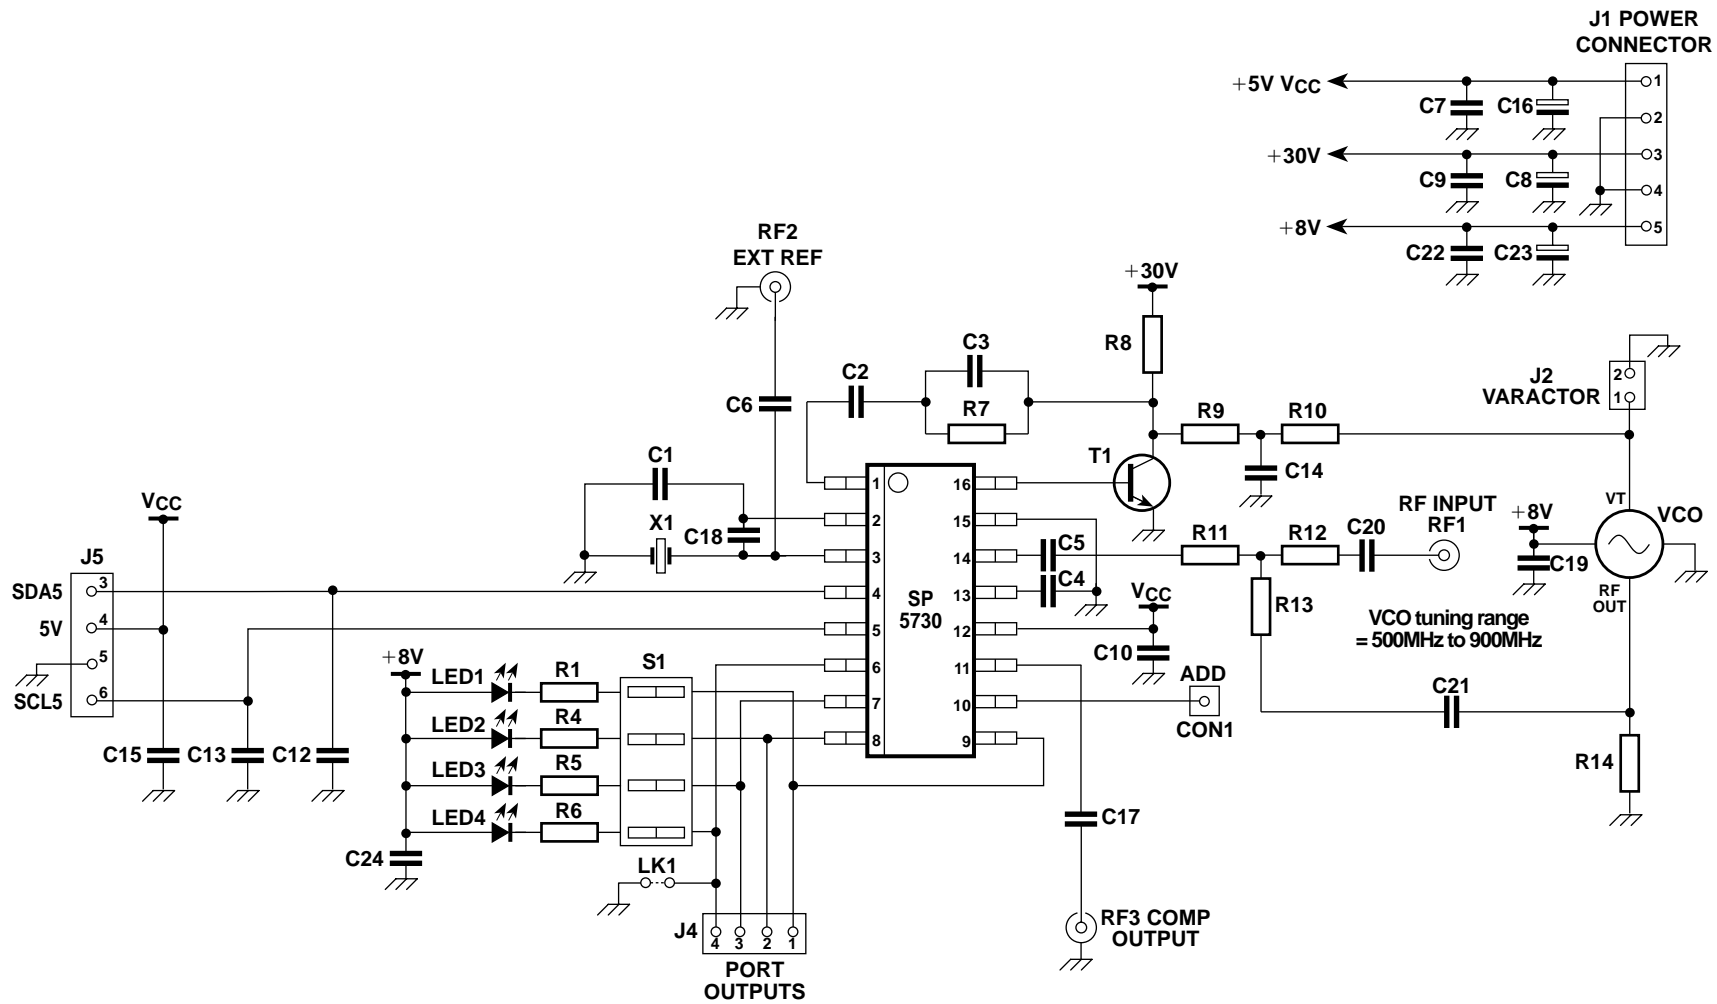 J1 POWER
CONNECTOR
+5V VCC
C7
C16
1
2
+30V
C9
C8
3
4
+8V
C22
C23
5
RF2
EXT REF
+30V
R8
C3
C2
R7
C6
J2
VARACTOR
2
1
R9
R10
T1
C14
C1
X1
C18
VCC
1
16
2
15
3
14
4
13
5
12
6
11
7
10
8
9
SP
5730
C5
C4
R11
R12
C20
RF INPUT
RF1
+8V
C19
VT
VCO
RF
OUT
R13
VCO tuning range
= 500MHz to 900MHz
VCC
C10
ADD
CON1
C21
R14
J5
SDA5
3
5V
4
5
SCL5
6
C15
C13
C12
+8V
LED1
R1
S1
LED2
R4
LED3
R5
LED4
R6
C24
LK1
J4
4
3
2
1
PORT
OUTPUTS
C17
RF3 COMP
OUTPUT